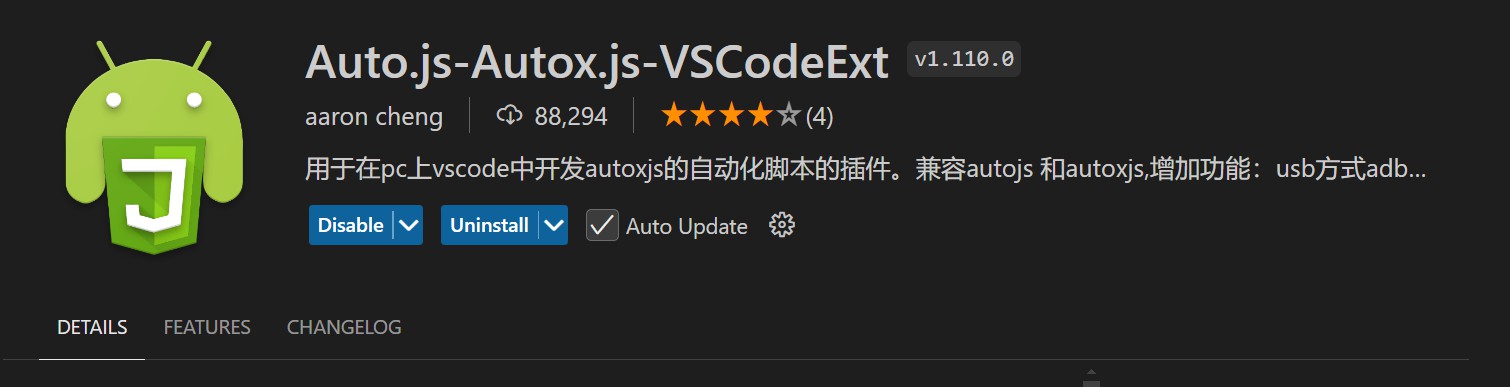 Auto.js-Autox.js-VSCodeExt v1.110.0
aaron cheng 88,294 ★★★★☆(4)
用于在pc上vscode中开发autoxjs的自动化脚本的插件。兼容autojs 和autoxjs,增加功能：usb方式adb...
Disable Uninstall Auto Update
DETAILS FEATURES CHANGELOG